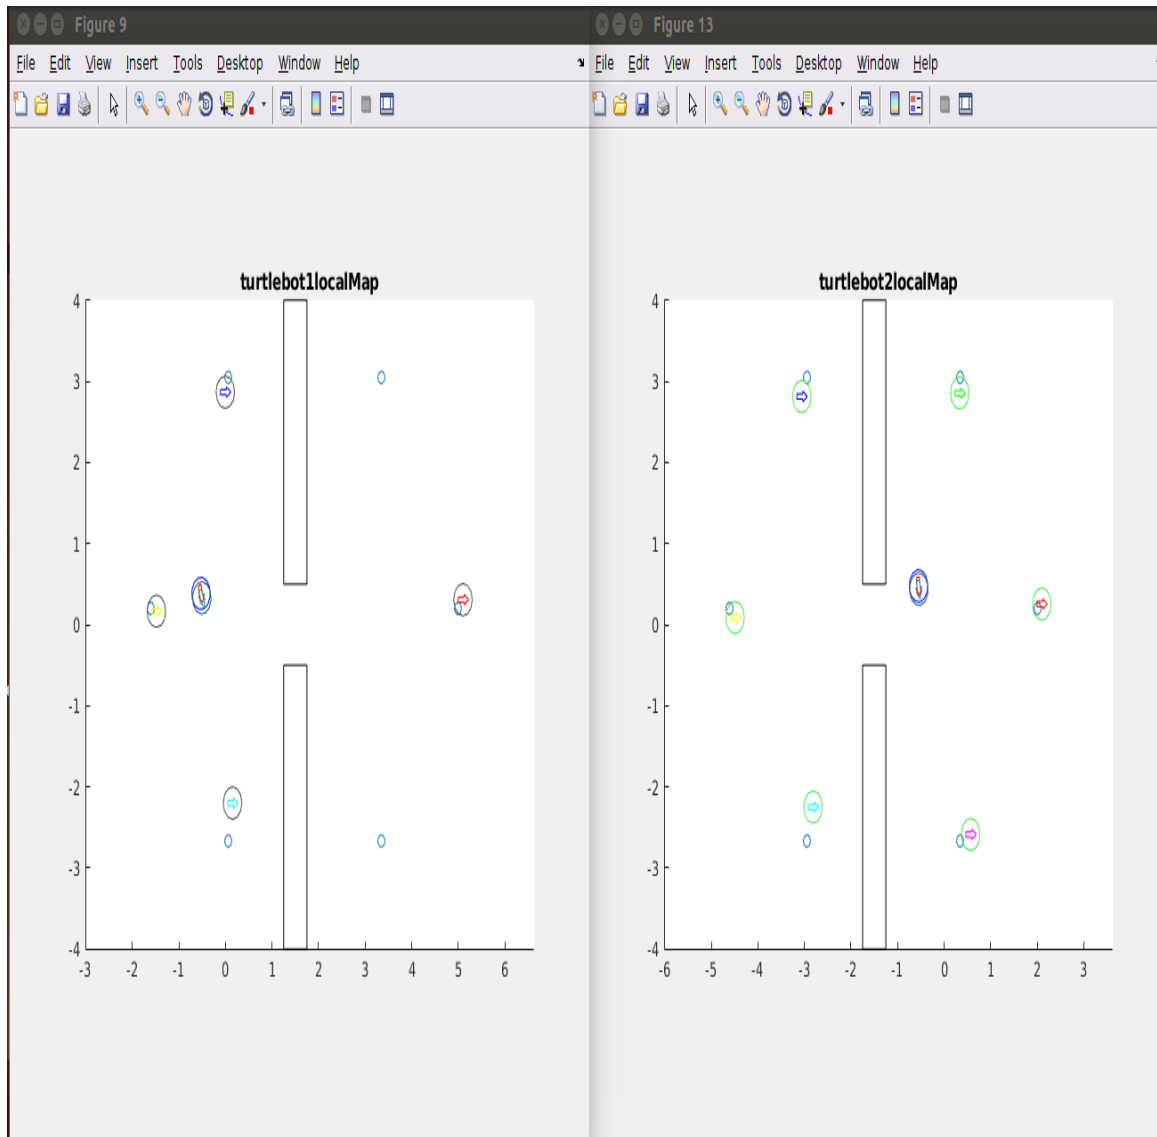 Figure 9
File Edit View Insert Tools Desktop Window Help
turtlebot1localMap
4
3
2
1
0
-1
-2
-3
-4
-3 -2 -1 0 1 2 3 4 5 6
Figure 13
File Edit View Insert Tools Desktop Window Help
turtlebot2localMap
4
3
2
1
0
-1
-2
-3
-4
-6 -5 -4 -3 -2 -1 0 1 2 3